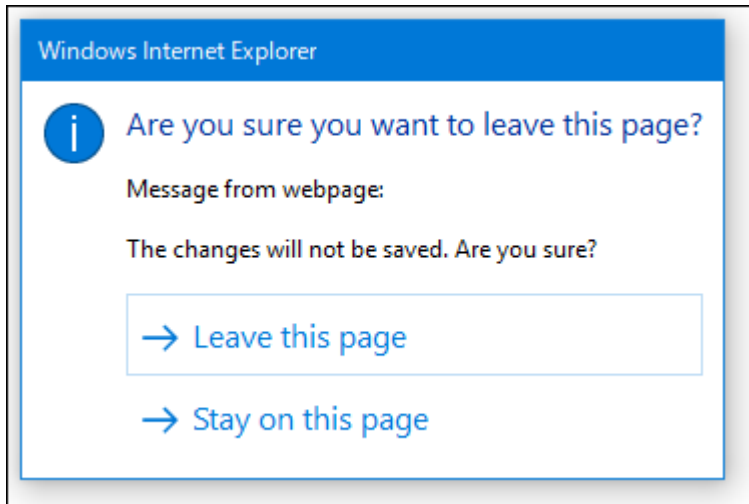 Windows Internet Explorer
Are you sure you want to leave this page?
Message from webpage:
The changes will not be saved. Are you sure?
→ Leave this page
→ Stay on this page